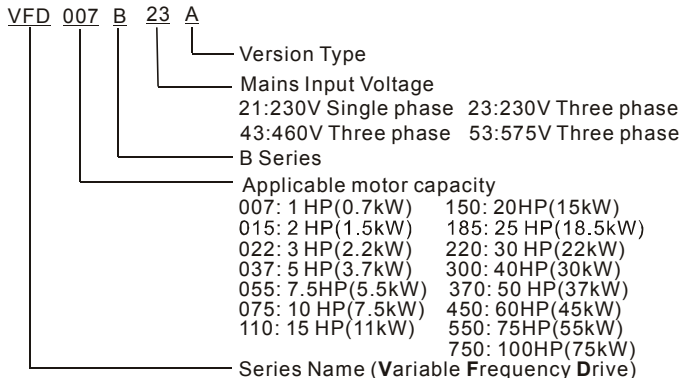 VFD 007 B 23 A
Version Type
Mains Input Voltage
21:230V Single phase 23:230V Three phase
43:460V Three phase 53:575V Three phase
B Series
Applicable motor capacity
007: 1 HP(0.7kW) 150: 20HP(15kW)
015: 2 HP(1.5kW) 185: 25 HP(18.5kW)
022: 3 HP(2.2kW) 220: 30 HP(22kW)
037: 5 HP(3.7kW) 300: 40HP(30kW)
055: 7.5HP(5.5kW) 370: 50 HP(37kW)
075: 10 HP(7.5kW) 450: 60HP(45kW)
110: 15 HP(11kW) 550: 75HP(55kW)
750: 100HP(75kW)
Series Name (Variable Frequency Drive)